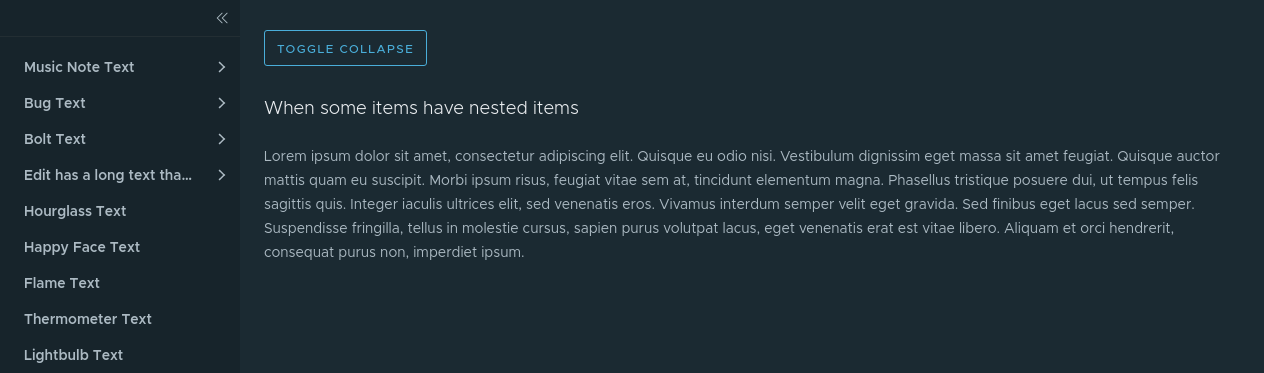 Music Note Text
Bug Text
Bolt Text
Edit has a long text tha...
Hourglass Text
Happy Face Text
Flame Text
Thermometer Text
Lightbulb Text
TOGGLE COLLAPSE
When some items have nested items
Lorem ipsum dolor sit amet, consectetur adipiscing elit. Quisque eu odio nisi. Vestibulum dignissim eget massa sit amet feugiat. Quisque auctor
mattis quam eu suscipit. Morbi ipsum risus, feugiat vitae sem at, tincidunt elementum magna. Phasellus tristique posuere dui, ut tempus felis
sagittis quis. Integer iaculis ultrices elit, sed venenatis eros. Vivamus interdum semper velit eget gravida. Sed finibus eget lacus sed semper.
Suspendisse fringilla, tellus in molestie cursus, sapien purus volutpat lacus, eget venenatis erat est vitae libero. Aliquam et orci hendrerit,
consequat purus non, imperdiet ipsum.